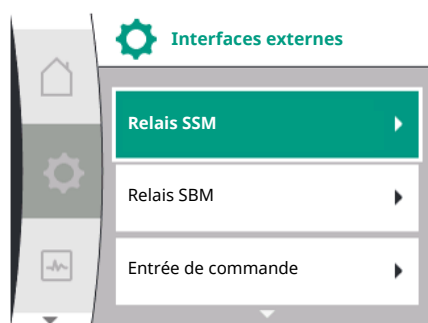 Interfaces externes
Relais SSM
Relais SBM
Entrée de commande